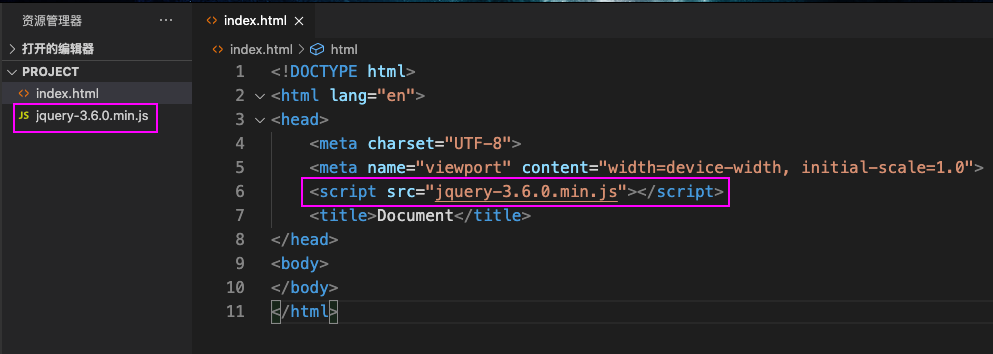 资源管理器 ···
打开的编辑器
PROJECT
<> index.html
JS jquery-3.6.0.min.js
<> index.html ×
<> index.html > html
1 <!DOCTYPE html>
2 <html lang="en">
3 <head>
4 <meta charset="UTF-8">
5 <meta name="viewport" content="width=device-width, initial-scale=1.0">
6 <script src="jquery-3.6.0.min.js"></script>
7 <title>Document</title>
8 </head>
9 <body>
10 </body>
11 </html>